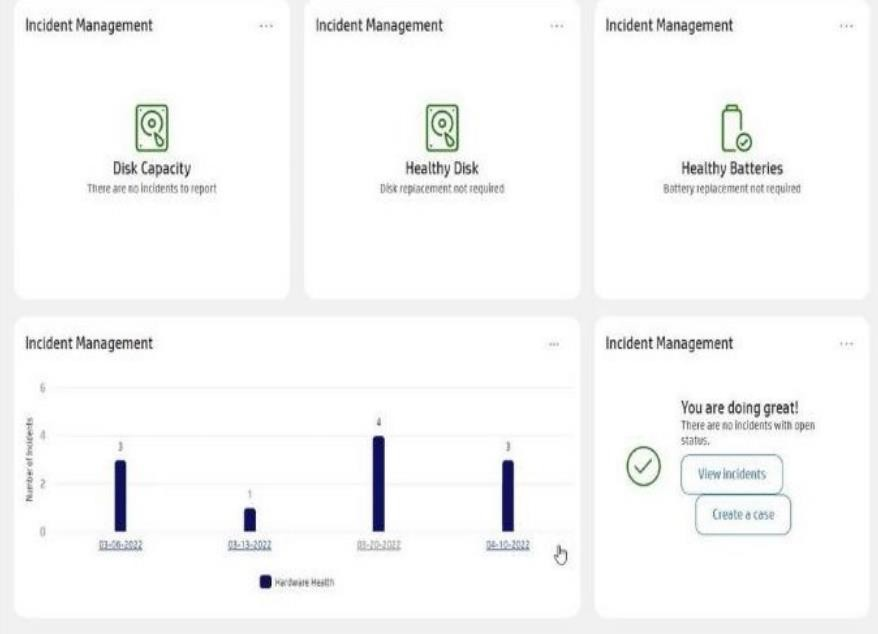 Incident Management
Disk Capacity
There are no incidents to report
Incident Management
Healthy Disk
Disk replacement not required
Incident Management
Healthy Batteries
Battery replacement not required
Incident Management
Number of Incidents
6
4
2
0
3
1
4
3
03-06-2022
03-13-2022
03-20-2022
04-10-2022
Hardware Health
Incident Management
You are doing great!
There are no incidents with open
status.
View incidents
Create a case